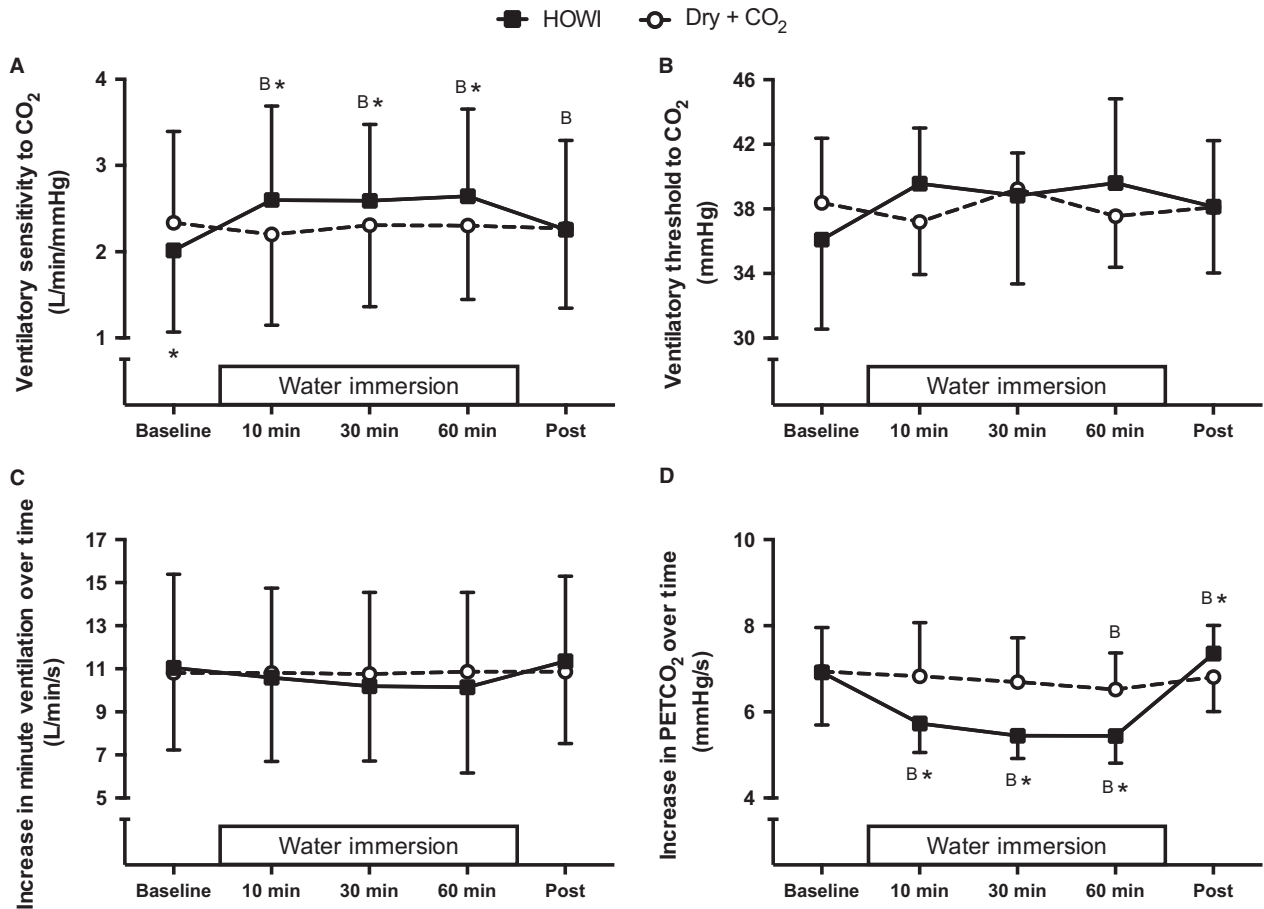 HOWI Dry + CO2
A
Ventilatory sensitivity to CO2
(L/min/mmHg)
4
3
2
1
B * B * B * B
*
Water immersion
Baseline 10 min 30 min 60 min Post
B
Ventilatory threshold to CO2
(mmHg)
46
42
38
34
30
Water immersion
Baseline 10 min 30 min 60 min Post
C
Increase in minute ventilation over time
(L/min/s)
17
15
13
11
9
7
5
Water immersion
Baseline 10 min 30 min 60 min Post
D
Increase in PETCO2 over time
(mmHg/s)
10
8
6
4
B *
B
B * B * B *
Water immersion
Baseline 10 min 30 min 60 min Post